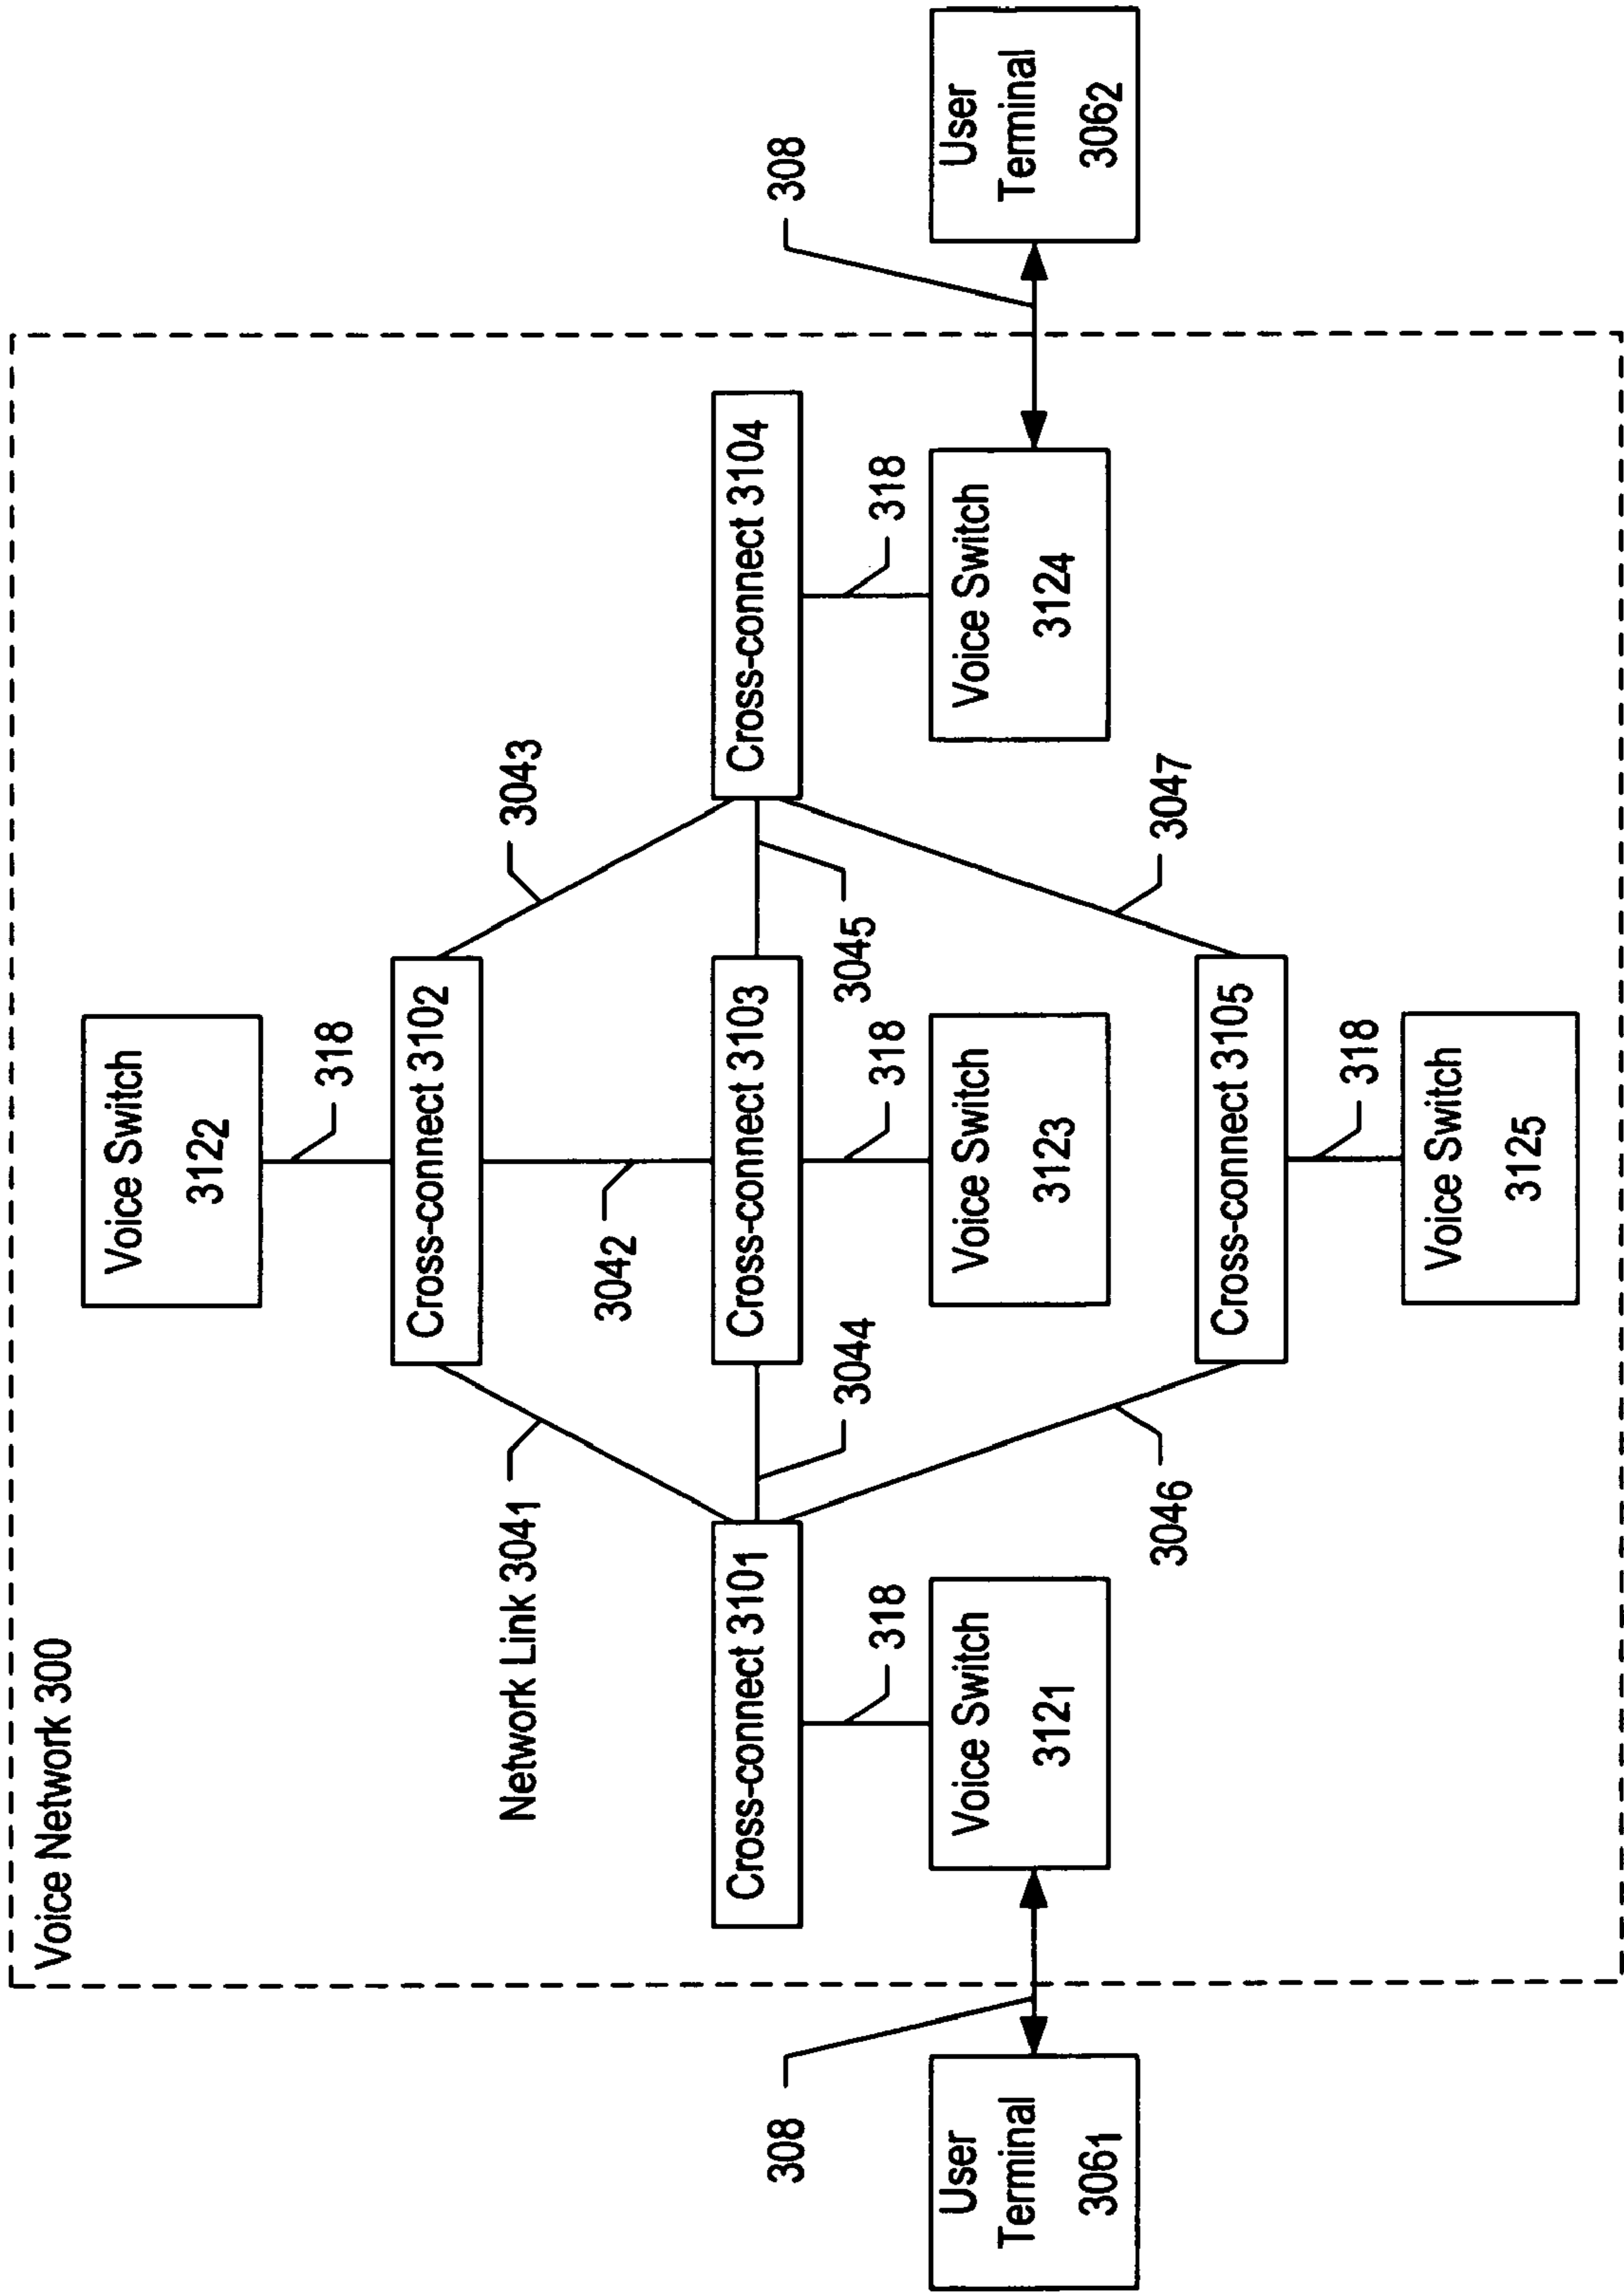 Voice Network 300
Voice Switch
3122
318
Cross-connect 3102
Network Link 3041
3043
3042
Cross-connect 3101
Cross-connect 3103
Cross-connect 3104
3044
3045
318
318
318
308
308
User
Terminal
3061
Voice Switch
3121
Voice Switch
3123
Voice Switch
3124
User
Terminal
3062
3046
3047
Cross-connect 3105
318
Voice Switch
3125